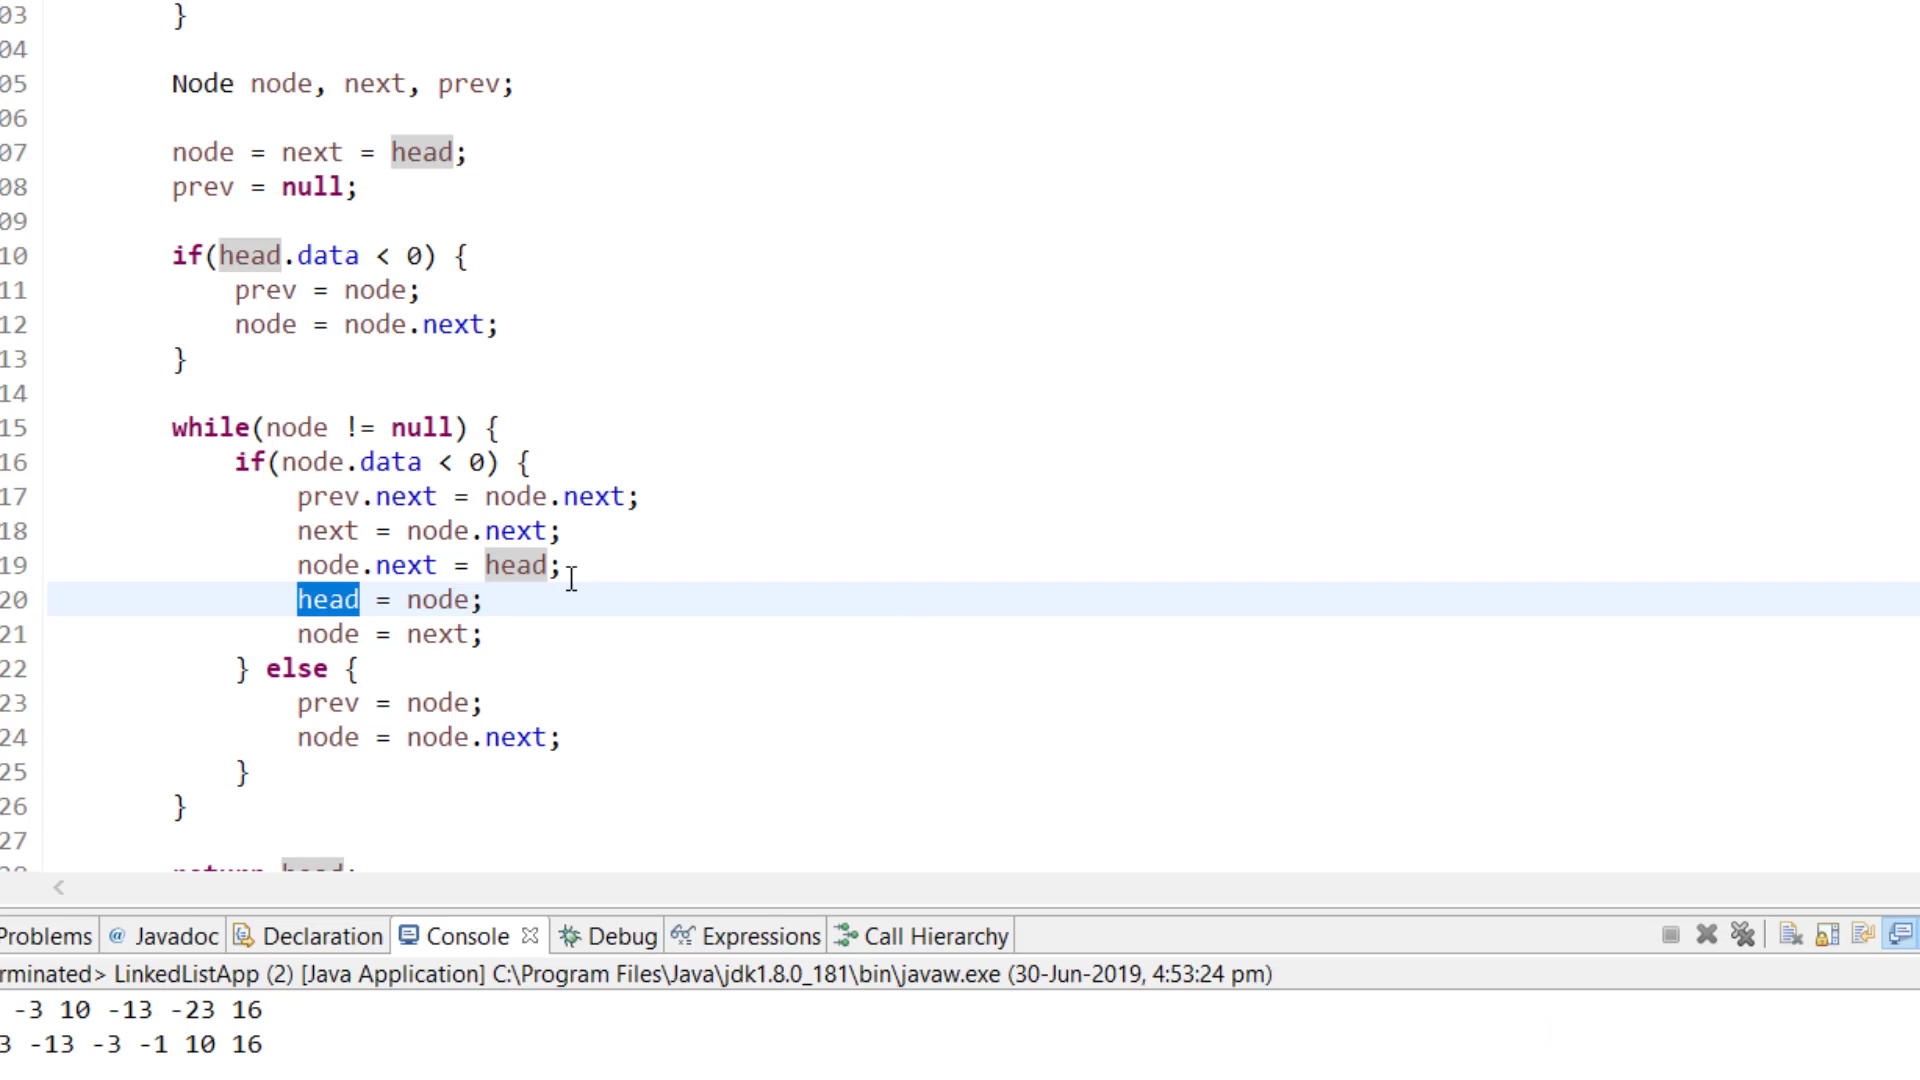 03 }
04
05 Node node, next, prev;
06
07 node = next = head;
08 prev = null;
09
10 if(head.data < 0) {
11 prev = node;
12 node = node.next;
13 }
14
15 while(node != null) {
16 if(node.data < 0) {
17 prev.next = node.next;
18 next = node.next;
19 node.next = head;
20 head = node;
21 node = next;
22 } else {
23 prev = node;
24 node = node.next;
25 }
26 }
27
28 return head;
Problems @ Javadoc Declaration Console Debug Expressions Call Hierarchy
rminated> LinkedListApp (2) [Java Application] C:\Program Files\Java\jdk1.8.0_181\bin\javaw.exe (30-Jun-2019, 4:53:24 pm)
-3 10 -13 -23 16
3 -13 -3 -1 10 16